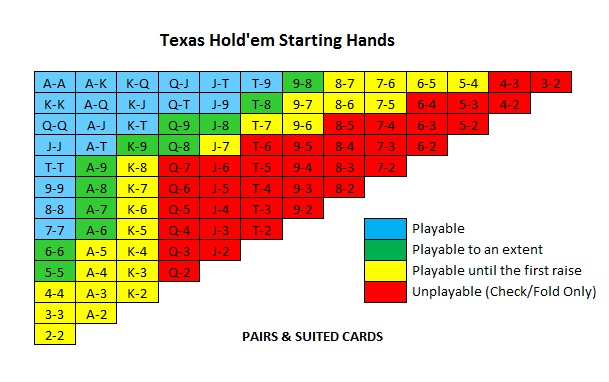 Texas Hold'em Starting Hands
A-A A-K K-Q Q-J J-T T-9 9-8 8-7 7-6 6-5 5-4 4-3 3-2
K-K A-Q K-J Q-T J-9 T-8 9-7 8-6 7-5 6-4 5-3 4-2
Q-Q A-J K-T Q-9 J-8 T-7 9-6 8-5 7-4 6-3 5-2
J-J A-T K-9 Q-8 J-7 T-6 9-5 8-4 7-3 6-2
T-T A-9 K-8 Q-7 J-6 T-5 9-4 8-3 7-2
9-9 A-8 K-7 Q-6 J-5 T-4 9-3 8-2
8-8 A-7 K-6 Q-5 J-4 T-3 9-2
7-7 A-6 K-5 Q-4 J-3 T-2 Playable
6-6 A-5 K-4 Q-3 J-2 Playable to an extent
5-5 A-4 K-3 Q-2 Playable until the first raise
4-4 A-3 K-2 Unplayable (Check/Fold Only)
3-3 A-2
2-2 PAIRS & SUITED CARDS